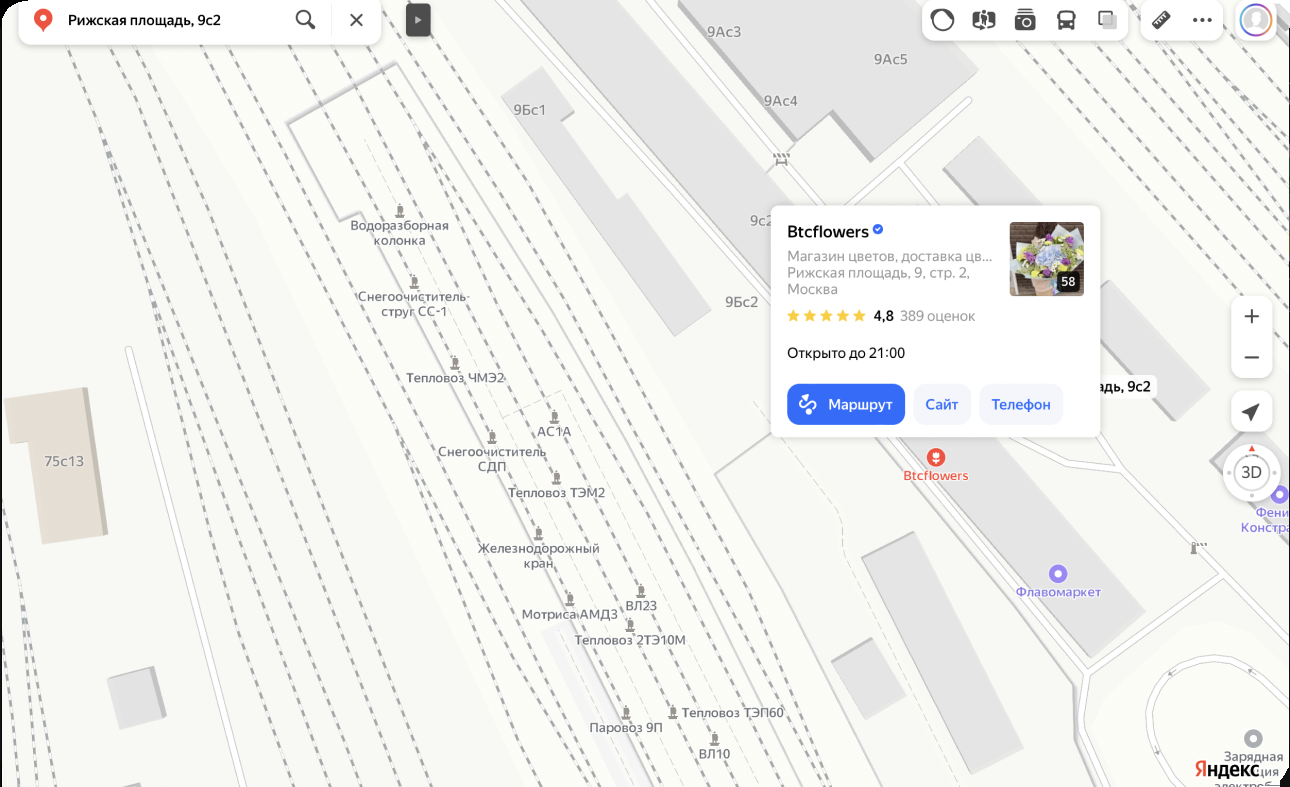 Рижская площадь, 9с2
9Ас3
9Ас5
9Ас4
9Бс1
9с2
Водоразборная
колонка
Btcflowers
Магазин цветов, доставка цв...
Рижская площадь, 9, стр. 2,
Москва
58
4,8 389 оценок
Открыто до 21:00
Маршрут
Сайт
Телефон
Снегоочиститель-
струг СС-1
9Бс2
Тепловоз ЧМЭ2
адь, 9с2
АС1А
Снегоочиститель
СДП
75с13
Btcflowers
3D
Тепловоз ТЭМ2
Фени
Констра
Железнодорожный
кран
Флавомаркет
ВЛ23
Мотриса АМД3
Тепловоз 2ТЭ10М
Тепловоз ТЭП60
Паровоз 9П
ВЛ10
Зарядная
Яндекс ция
электроб